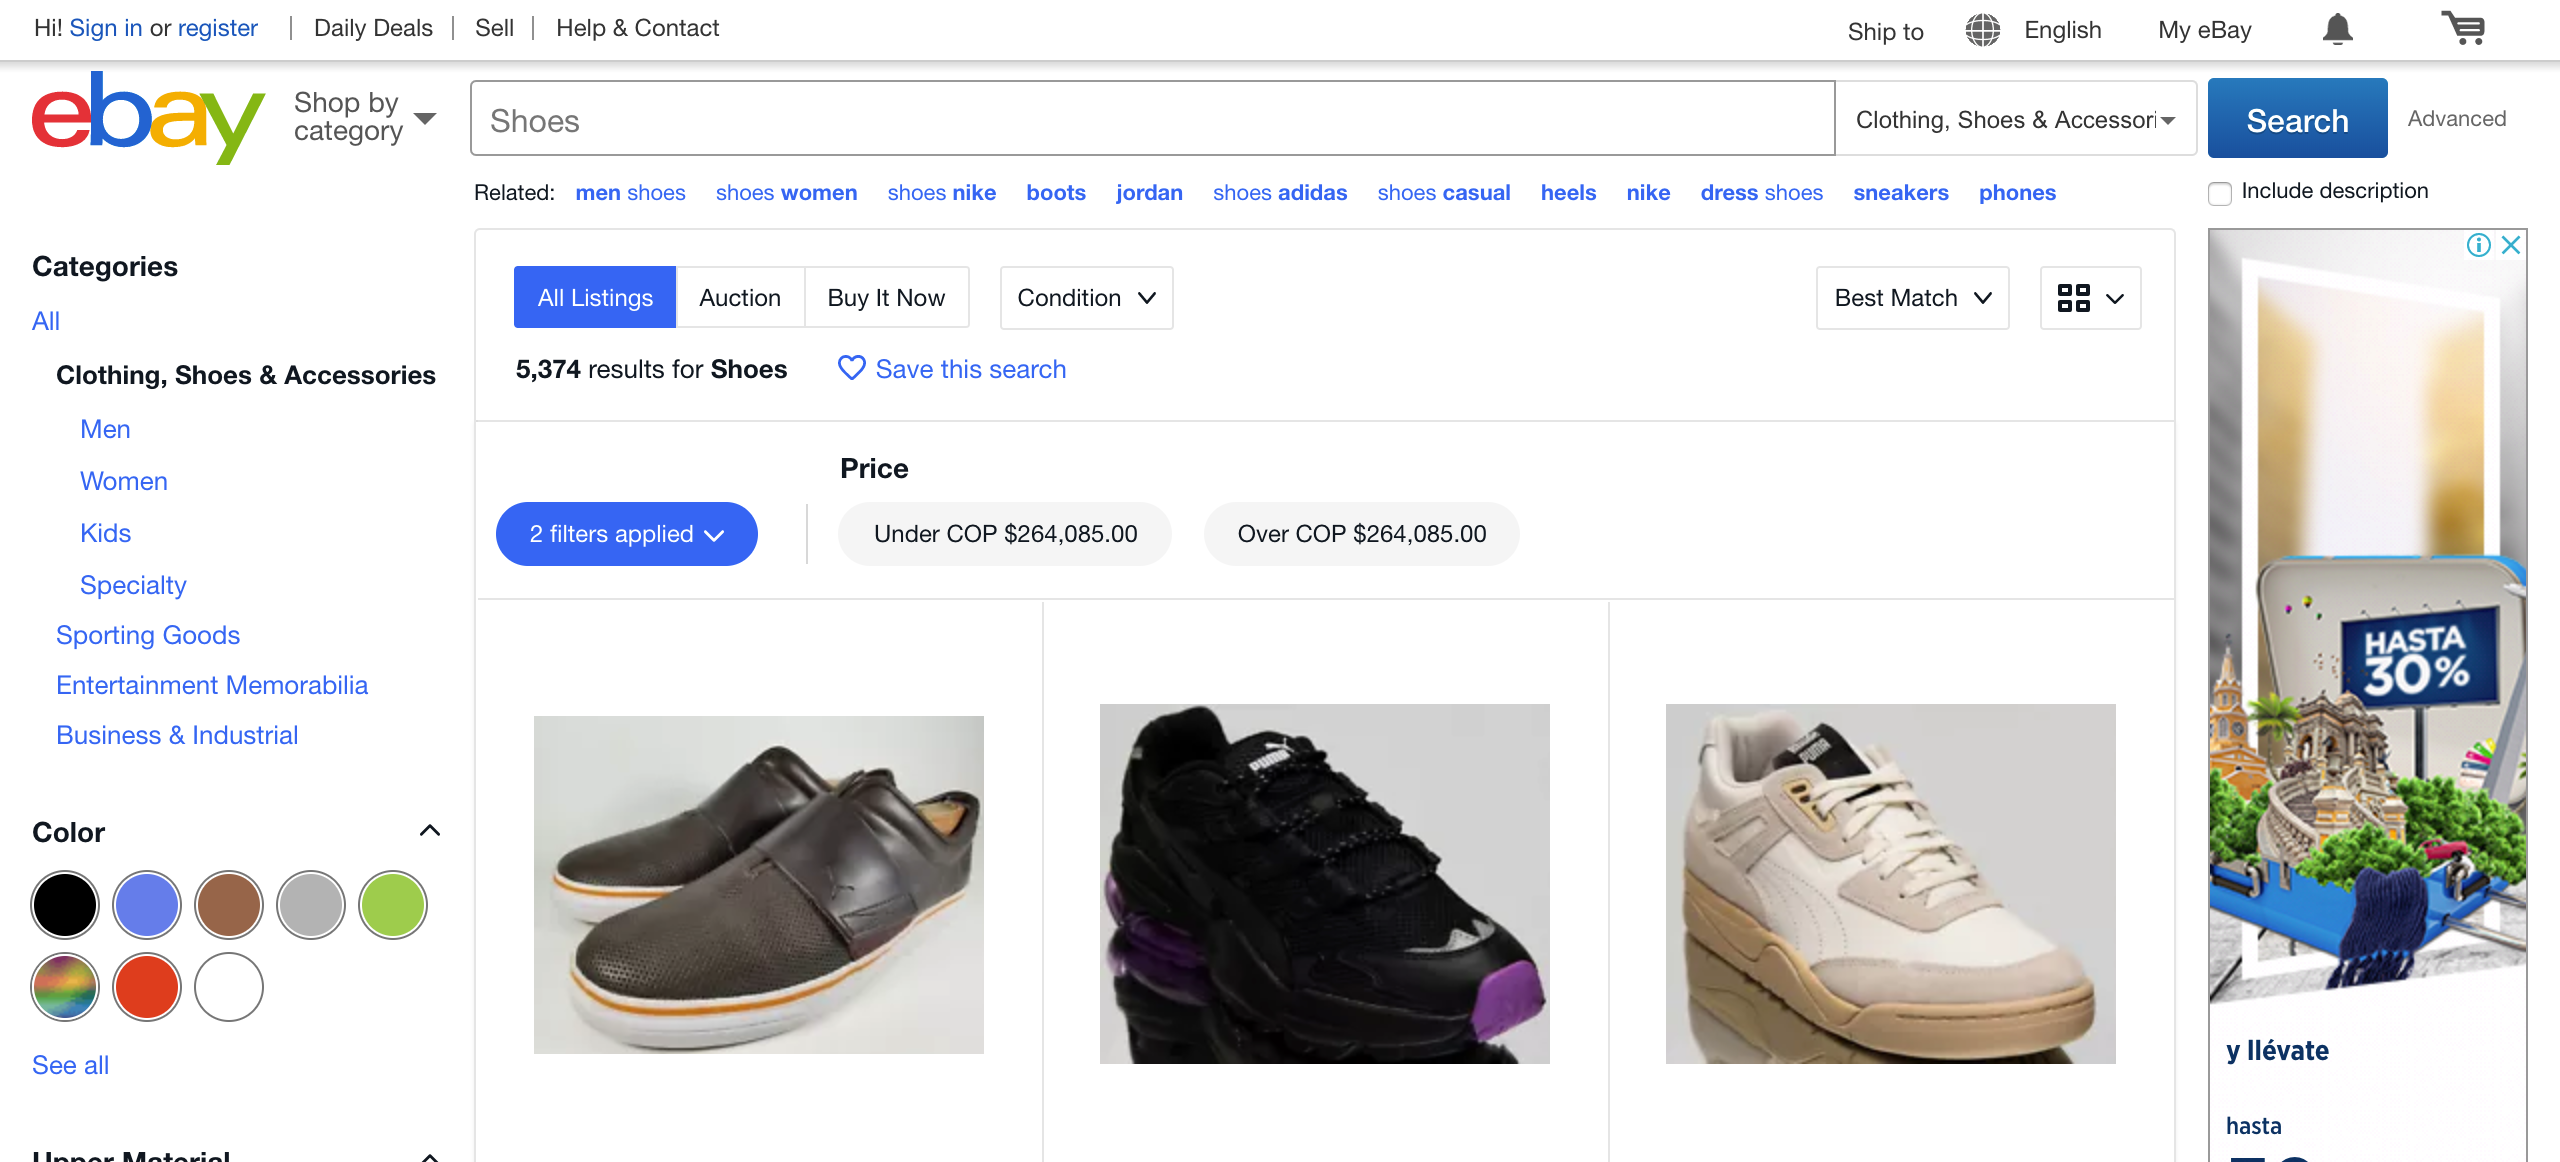 Hi! Sign in or register | Daily Deals | Sell | Help & Contact
Ship to English My eBay
ebay
Shop by
category
Shoes
Clothing, Shoes & Accessori
Search
Advanced
Related: men shoes shoes women shoes nike boots jordan shoes adidas shoes casual heels nike dress shoes sneakers phones
Include description
Categories
All
Clothing, Shoes & Accessories
Men
Women
Kids
Specialty
Sporting Goods
Entertainment Memorabilia
Business & Industrial
Color
See all
Upper Material
All Listings Auction Buy It Now Condition
Best Match
5,374 results for Shoes Save this search
Price
2 filters applied Under COP $264,085.00 Over COP $264,085.00
PUMA
PUMA
HASTA
30%
y llévate
hasta